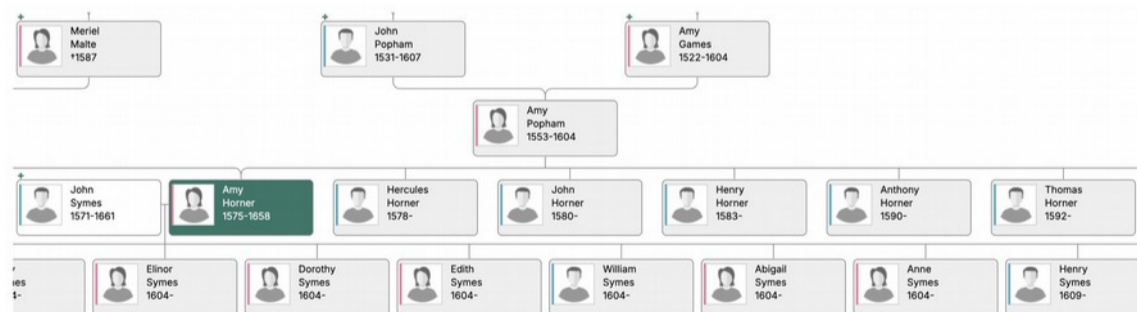 Meriel
Malte
+1587
John
Popham
1531-1607
Amy
Games
1522-1604
Amy
Popham
1553-1604
John
Symes
1571-1661
Amy
Horner
1575-1658
Hercules
Horner
1578-
John
Horner
1580-
Henry
Horner
1583-
Anthony
Horner
1590-
Thomas
Horner
1592-
es
4-
Elinor
Symes
1604-
Dorothy
Symes
1604-
Edith
Symes
1604-
William
Symes
1604-
Abigail
Symes
1604-
Anne
Symes
1604-
Henry
Symes
1609-